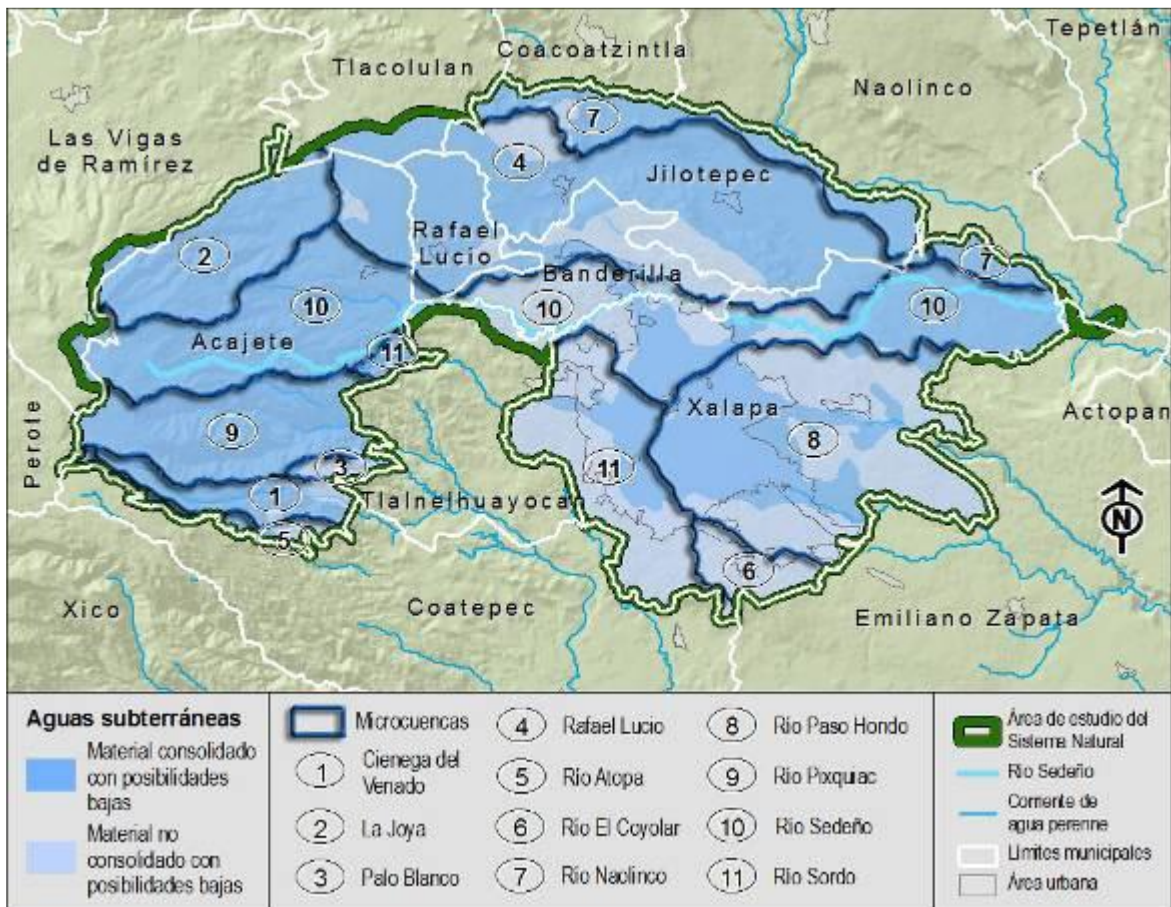 Tepetlán
Coacoatzintla
Tlacolulan
Naolinco
7
Las Vigas
de Ramírez
4
Jilotepec
Rafael
Lucio
2
7
Banderilla
10
10
10
Acajete
11
Perote
Xalapa
Actopan
9
8
3
11
1
Tlalnelhuayocan
N
5
6
Xico
Coatepec
Emiliano Zapata
Aguas subterráneas
Material consolidado
con posibilidades
bajas
Material no
consolidado con
posibilidades bajas
Microcuencas
1 Cienega del
Venado
2 La Joya
3 Palo Blanco
4 Rafael Lucio
5 Río Atopa
6 Río El Coyolar
7 Río Naolinco
8 Río Paso Hondo
9 Río Pixquiac
10 Río Sedeño
11 Río Sordo
Área de estudio del
Sistema Natural
Río Sedeño
Corriente de
agua perenne
Límites municipales
Área urbana